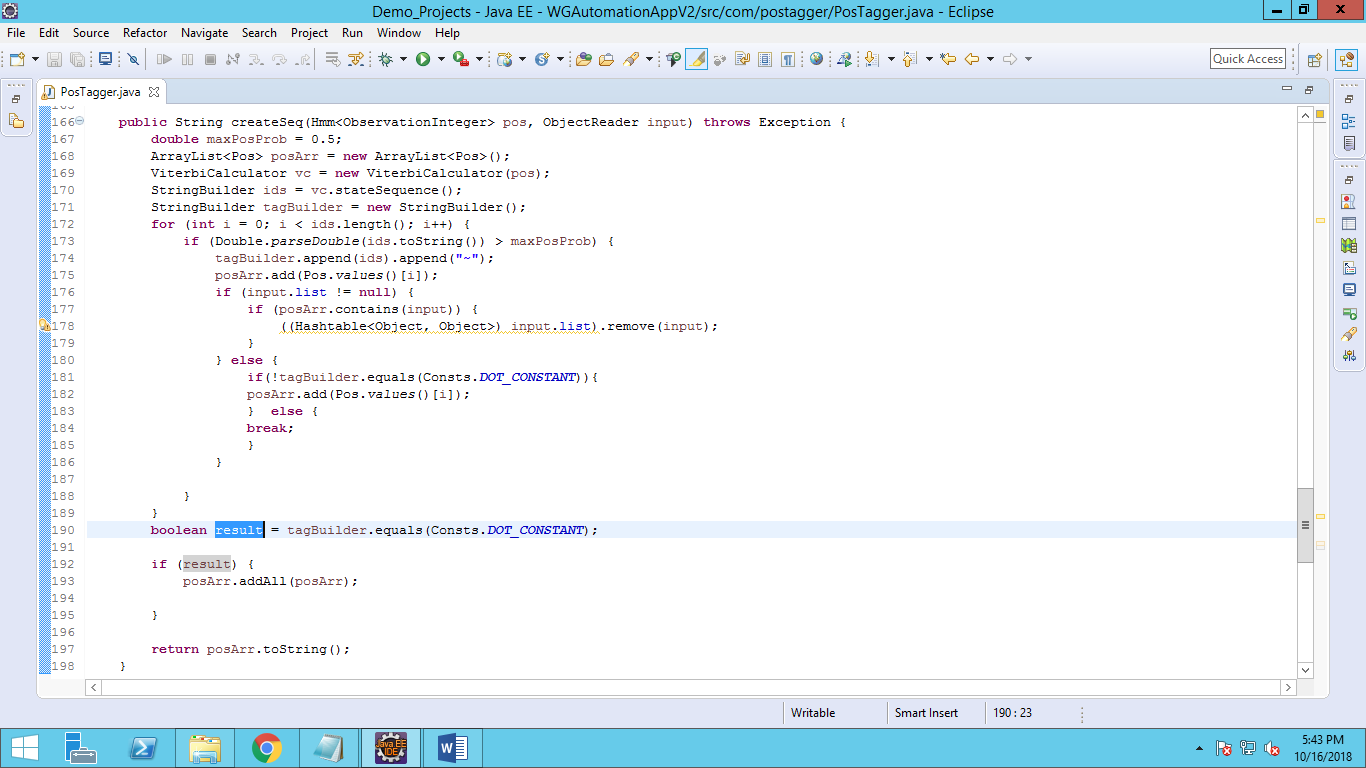 Demo_Projects - Java EE - WGAutomationAppV2/src/com/postagger/PosTagger.java - Eclipse
File Edit Source Refactor Navigate Search Project Run Window Help
Quick Access
PosTagger.java
165
166 public String createSeq(Hmm<ObservationInteger> pos, ObjectReader input) throws Exception {
167 double maxPosProb = 0.5;
168 ArrayList<Pos> posArr = new ArrayList<Pos>();
169 ViterbiCalculator vc = new ViterbiCalculator(pos);
170 StringBuilder ids = vc.stateSequence();
171 StringBuilder tagBuilder = new StringBuilder();
172 for (int i = 0; i < ids.length(); i++) {
173 if (Double.parseDouble(ids.toString()) > maxPosProb) {
174 tagBuilder.append(ids).append("~");
175 posArr.add(Pos.values()[i]);
176 if (input.list != null) {
177 if (posArr.contains(input)) {
178 ((Hashtable<Object, Object>) input.list).remove(input);
179 }
180 } else {
181 if(!tagBuilder.equals(Consts.DOT_CONSTANT)){
182 posArr.add(Pos.values()[i]);
183 } else {
184 break;
185 }
186 }
187
188 }
189 }
190 boolean result = tagBuilder.equals(Consts.DOT_CONSTANT);
191
192 if (result) {
193 posArr.addAll(posArr);
194
195 }
196
197 return posArr.toString();
198 }
Writable Smart Insert 190 : 23
Java EE
IDE
5:43 PM
10/16/2018